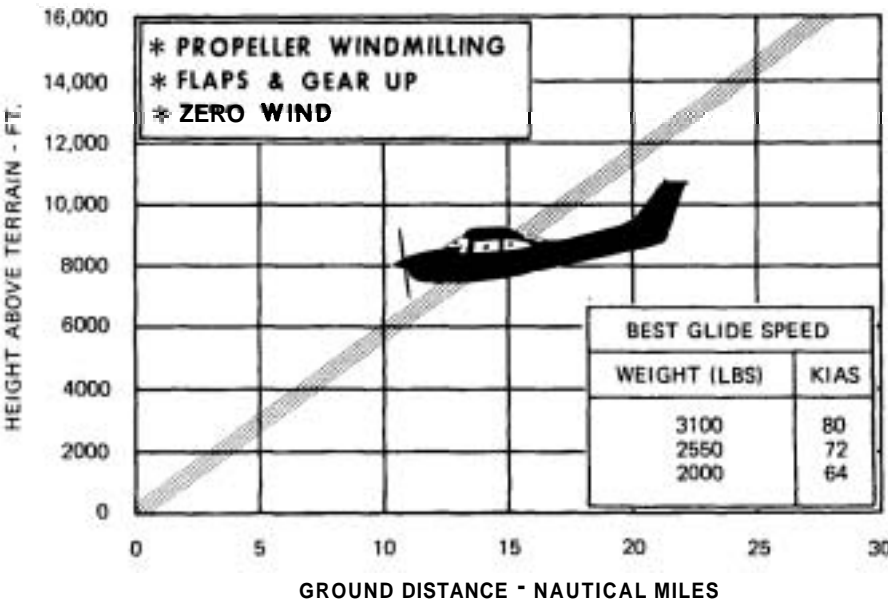 16,000
14,000
12,000
10,000
8000
6000
4000
2000
0
HEIGHT ABOVE TERRAIN - FT.
* PROPELLER WINDMILLING
* FLAPS & GEAR UP
* ZERO WIND
BEST GLIDE SPEED
WEIGHT (LBS) KIAS
3100 80
2550 72
2000 64
0 5 10 15 20 25 30
GROUND DISTANCE - NAUTICAL MILES